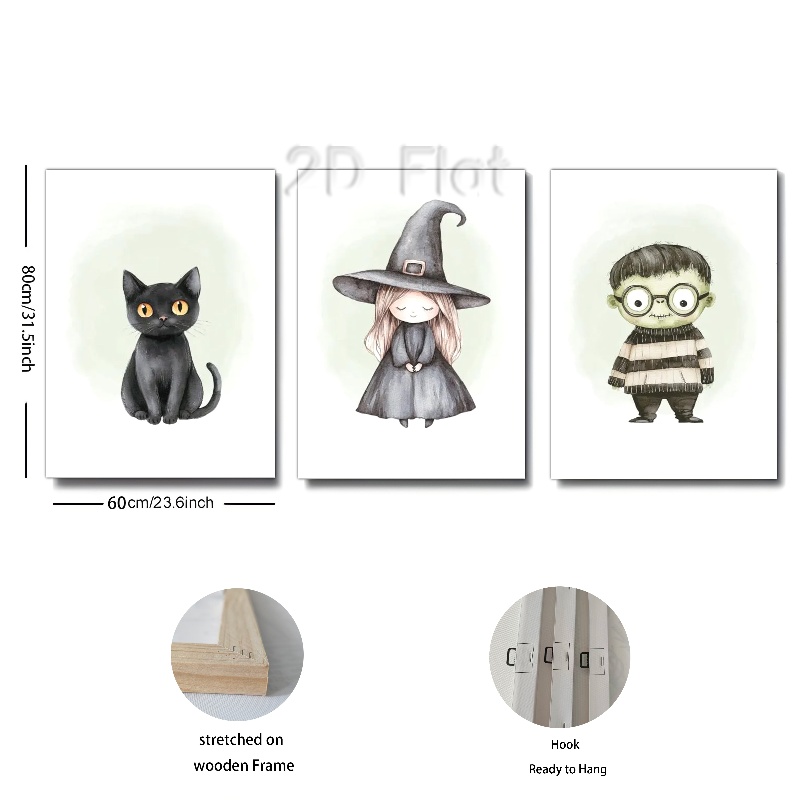 2D Flat
80cm/31.5inch
60cm/23.6inch
stretched on
wooden Frame
Hook
Ready to Hang